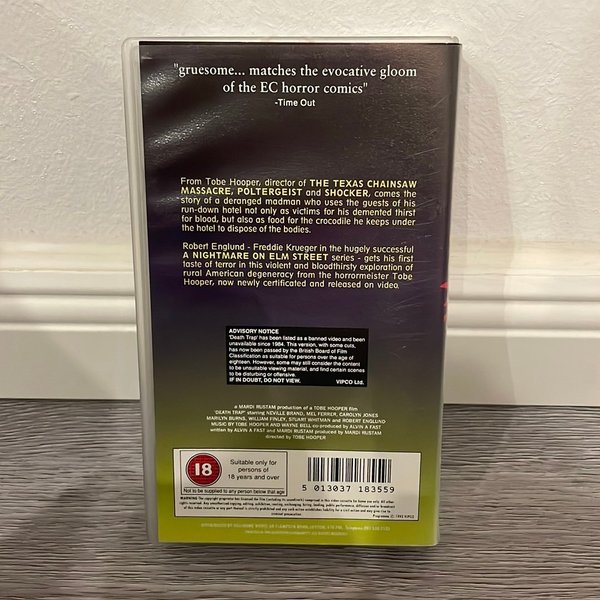 "gruesome... matches the evocative gloom
of the EC horror comics"
-Time Out
From Tobe Hooper, director of THE TEXAS CHAINSAW
MASSACRE, POLTERGEIST and SHOCKER, comes the
story of a deranged madman who uses the guests of his
run-down hotel not only as victims for his demented thirst
for blood, but also as food for the crocodile he keeps under
the hotel to dispose of the bodies.
Robert Englund - Freddie Krueger in the hugely successful
A NIGHTMARE ON ELM STREET series - gets his first
taste of terror in this violent and bloodthirsty exploration of
rural American degeneracy from the horrormeister Tobe
Hooper, now newly certificated and released on video.
ADVISORY NOTICE
'Death Trap' has been listed as a banned video and been
unavailable since 1984. This version, with some cuts,
has now been passed by the British Board of Film
Classification as suitable for persons over the age of
eighteen. However, some may still consider the content
to be unsuitable viewing material, and find certain scenes
to be disturbing or offensive.
IF IN DOUBT, DO NOT VIEW. VIPCO Ltd.
a MARDI RUSTAM production of a TOBE HOOPER film
'DEATH TRAP' starring NEVILLE BRAND, MEL FERRER, CAROLYN JONES
MARILYN BURNS, WILLIAM FINLEY, STUART WHITMAN and ROBERT ENGLUND
MUSIC BY TOBE HOOPER AND WAYNE BELL co-produced by ALVIN A FAST
written by ALVIN A FAST and MARDI RUSTAM produced by MARDI RUSTAM
directed by TOBE HOOPER
18
Suitable only for
persons of
18 years and over
Not to be supplied to any person below that age
5 013037 183559